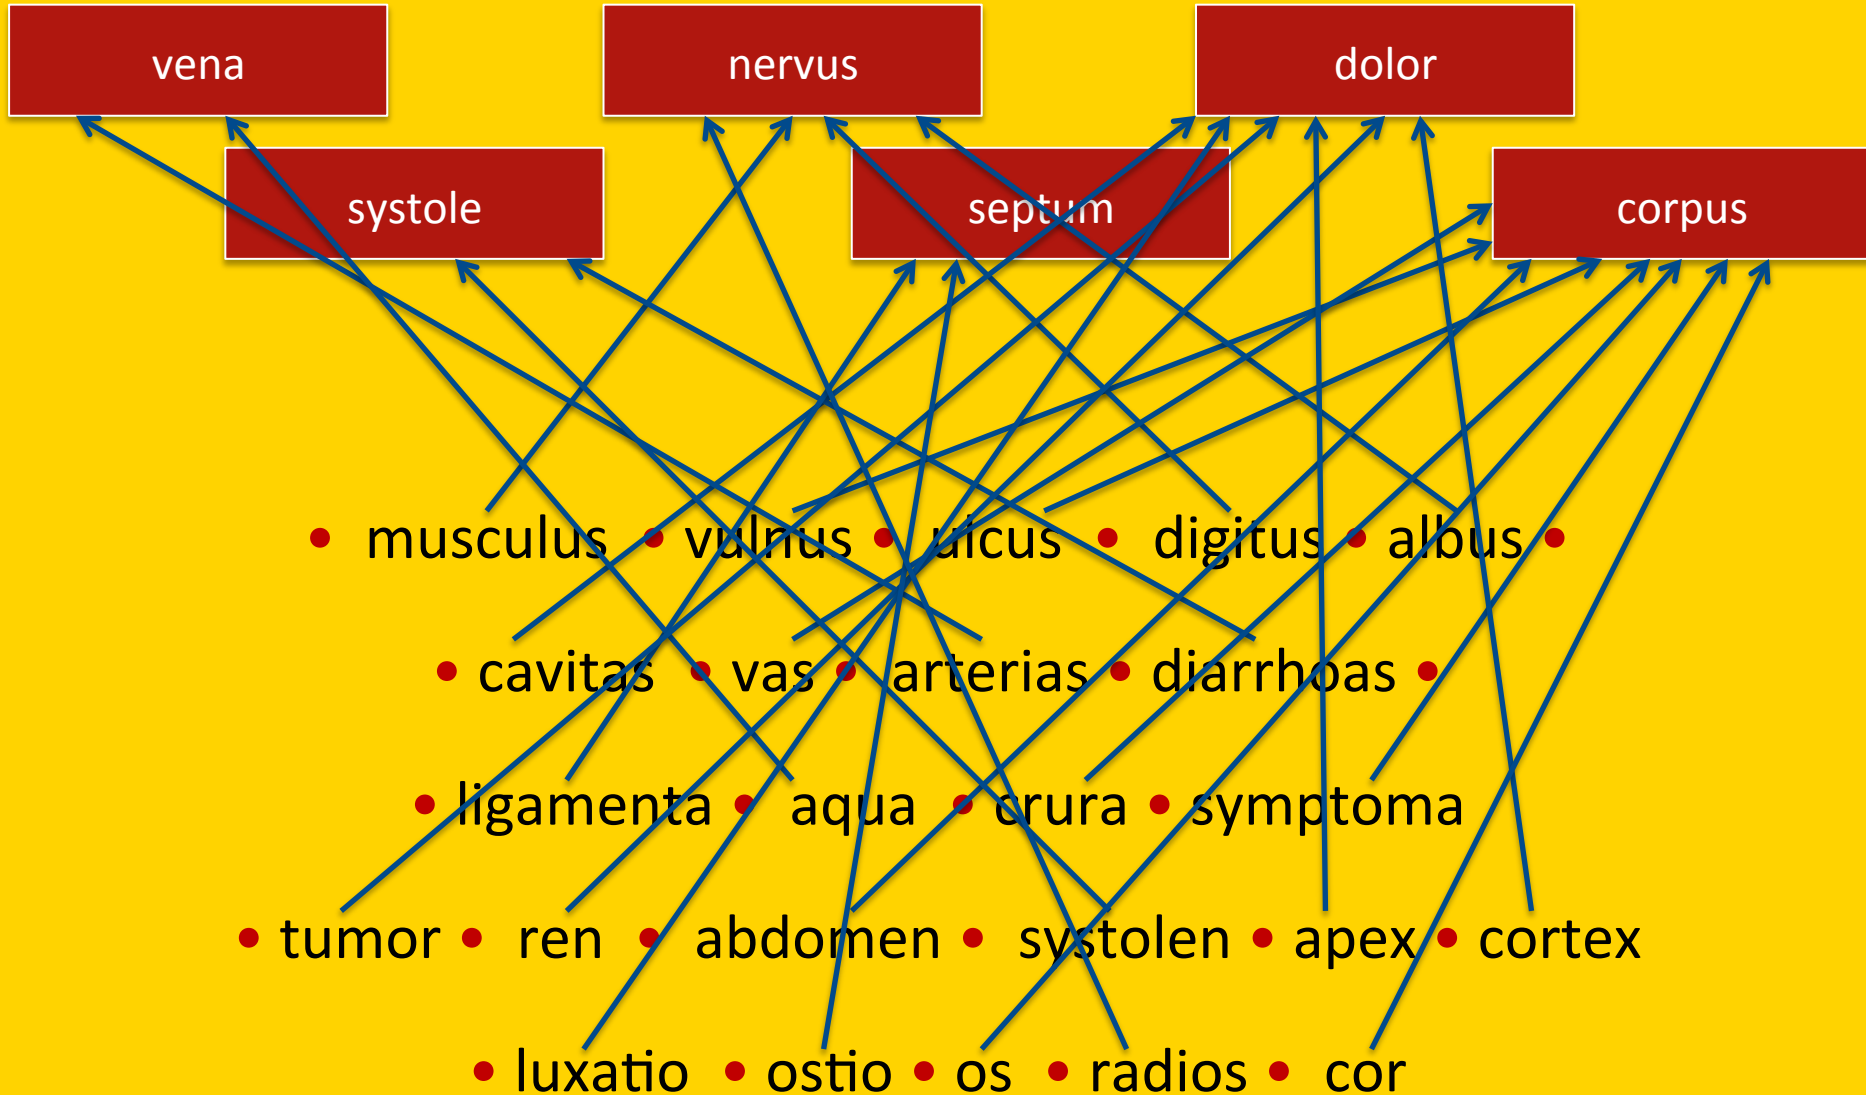 vena nervus dolor
systole septum corpus
• musculus • vulnus • ulcus • digitus • albus •
• cavitas • vas • arterias • diarrhoas •
• ligamenta • aqua • crura • symptoma
• tumor • ren • abdomen • systolen • apex • cortex
• luxatio • ostio • os • radios • cor